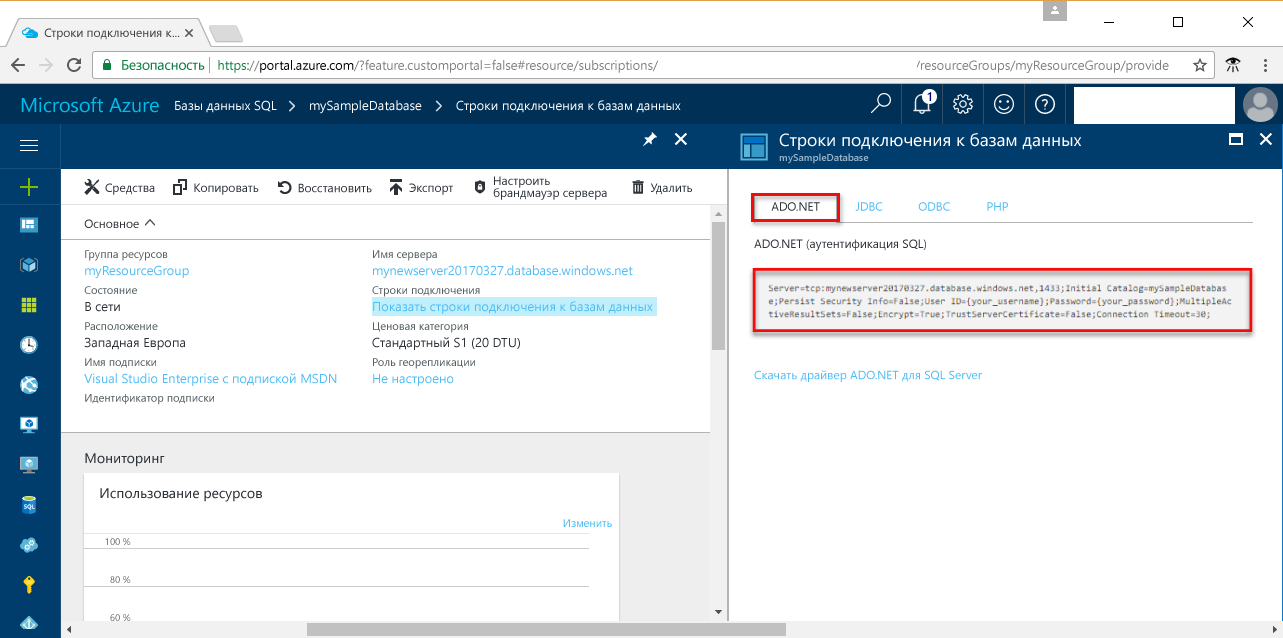 Строки подключения к...
Безопасность
https://portal.azure.com/?feature.customportal=false#resource/subscriptions/
/resourceGroups/myResourceGroup/provide
Microsoft Azure
Базы данных SQL
mySampleDatabase
Строки подключения к базам данных
1
Строки подключения к базам данных
mySampleDatabase
Средства
Копировать
Восстановить
Экспорт
Настроить
брандмауэр сервера
Удалить
Основное
Группа ресурсов
myResourceGroup
Состояние
В сети
Расположение
Западная Европа
Имя подписки
Visual Studio Enterprise с подпиской MSDN
Идентификатор подписки
Имя сервера
mynewserver20170327.database.windows.net
Строки подключения
Показать строки подключения к базам данных
Ценовая категория
Стандартный S1 (20 DTU)
Роль георепликации
Не настроено
Мониторинг
Использование ресурсов
Изменить
100 %
80 %
60 %
SQL
ADO.NET
JDBC
ODBC
PHP
ADO.NET (аутентификация SQL)
Server=tcp:mynewserver20170327.database.windows.net,1433;Initial Catalog=mySampleDatabas
e;Persist Security Info=False;User ID={your_username};Password={your_password};MultipleAc
tiveResultSets=False;Encrypt=True;TrustServerCertificate=False;Connection Timeout=30;
Скачать драйвер ADO.NET для SQL Server